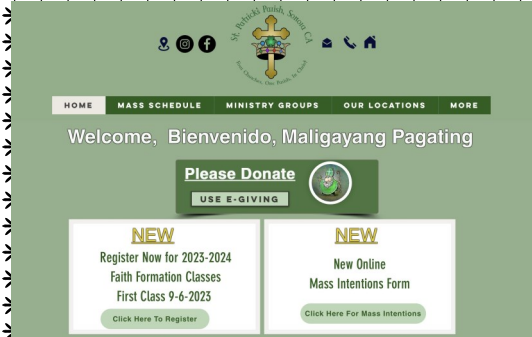 St. Patrick's Parish, Sonora CA
Four Churches, One Parish, In Christ
HOME MASS SCHEDULE MINISTRY GROUPS OUR LOCATIONS MORE
Welcome, Bienvenido, Maligayang Pagating
Please Donate
USE E-GIVING
NEW
Register Now for 2023-2024
Faith Formation Classes
First Class 9-6-2023
Click Here To Register
NEW
New Online
Mass Intentions Form
Click Here For Mass Intentions